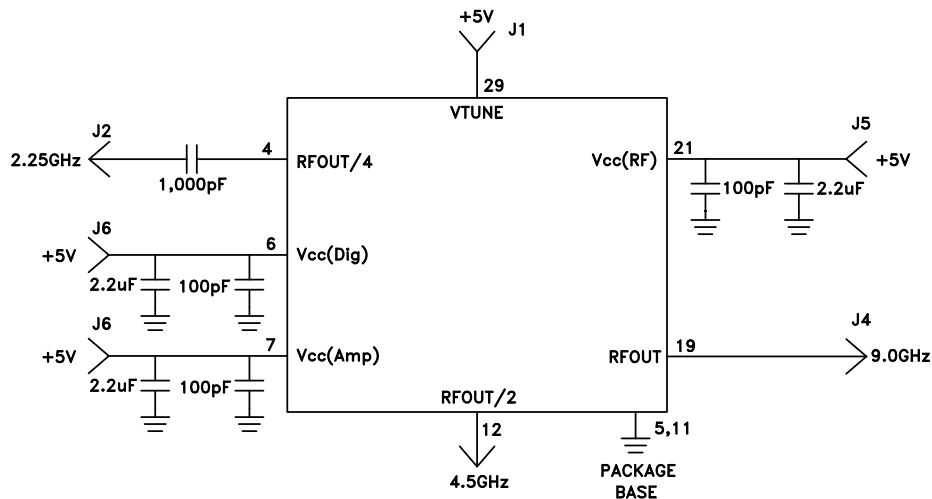 +5V
J1
29
VTUNE
J2
2.25GHz
1,000pF
4
RFOUT/4
J6
+5V
2.2uF
100pF
6
Vcc(Dig)
J6
+5V
2.2uF
100pF
7
Vcc(Amp)
RFOUT/2
12
4.5GHz
21
Vcc(RF)
J5
+5V
100pF
2.2uF
RFOUT
19
J4
9.0GHz
5,11
PACKAGE
BASE